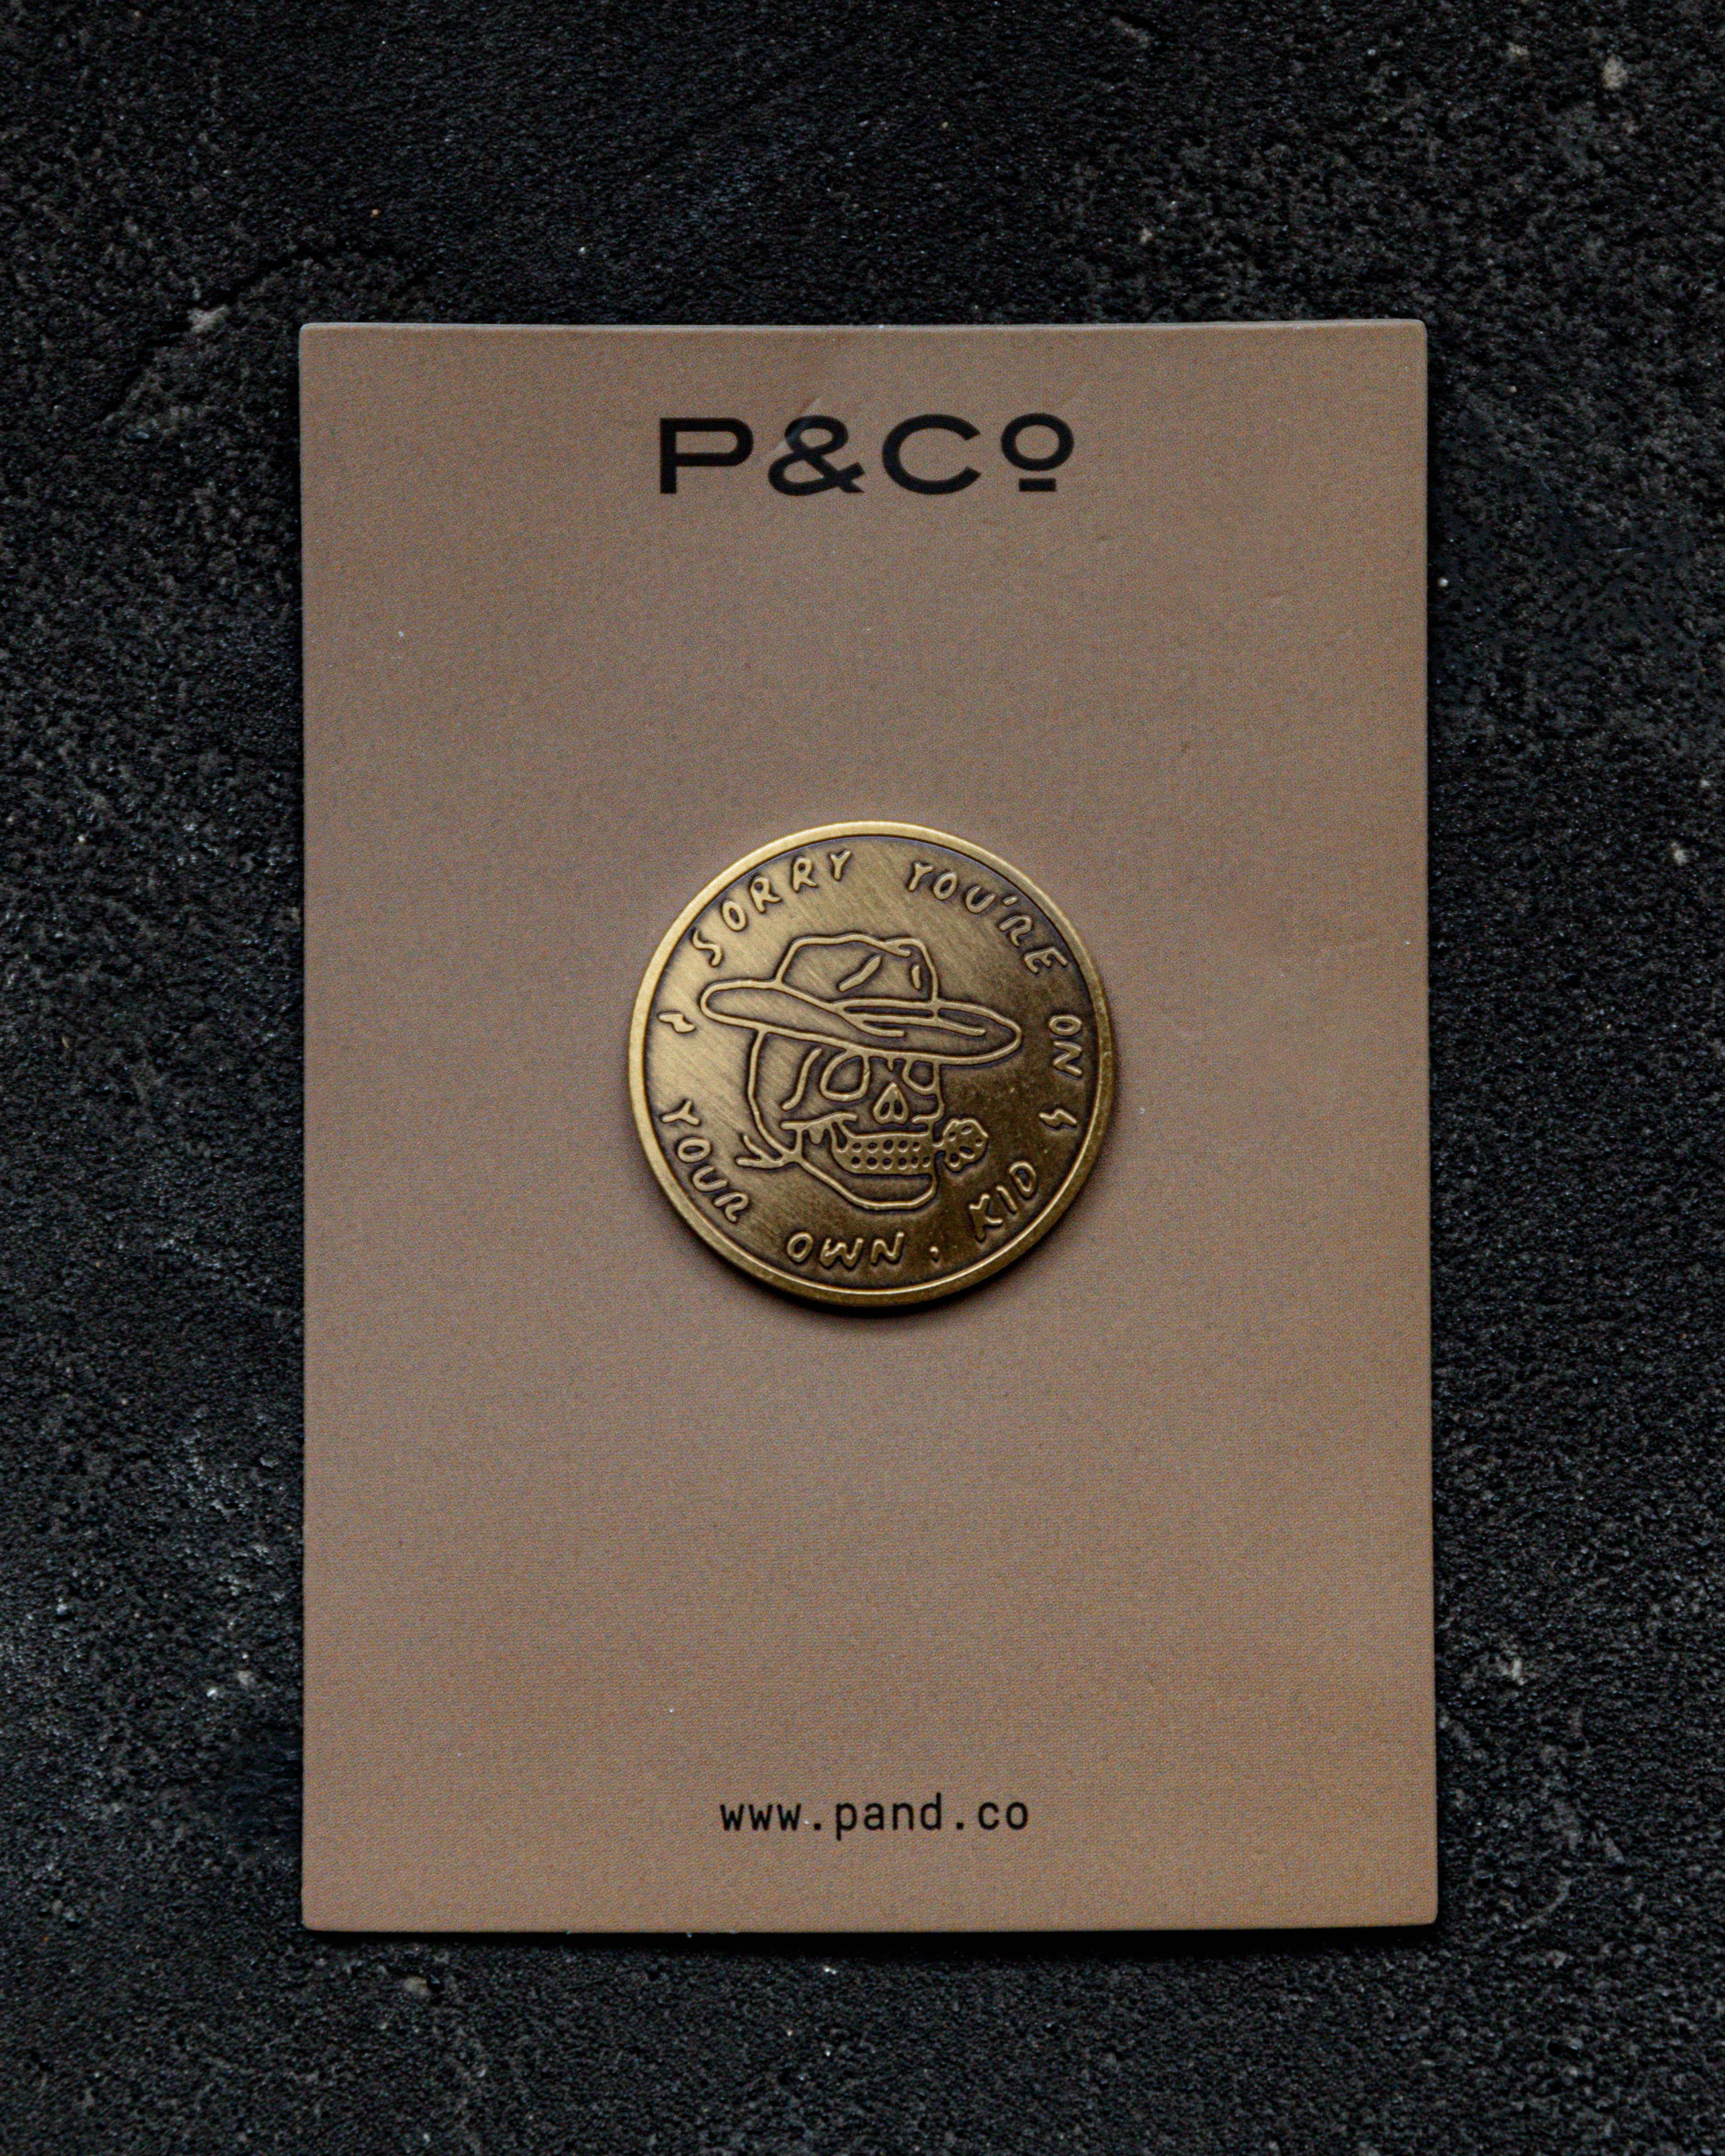 P&Co
SORRY YOU'RE ON
YOUR OWN, KID
www.pand.co